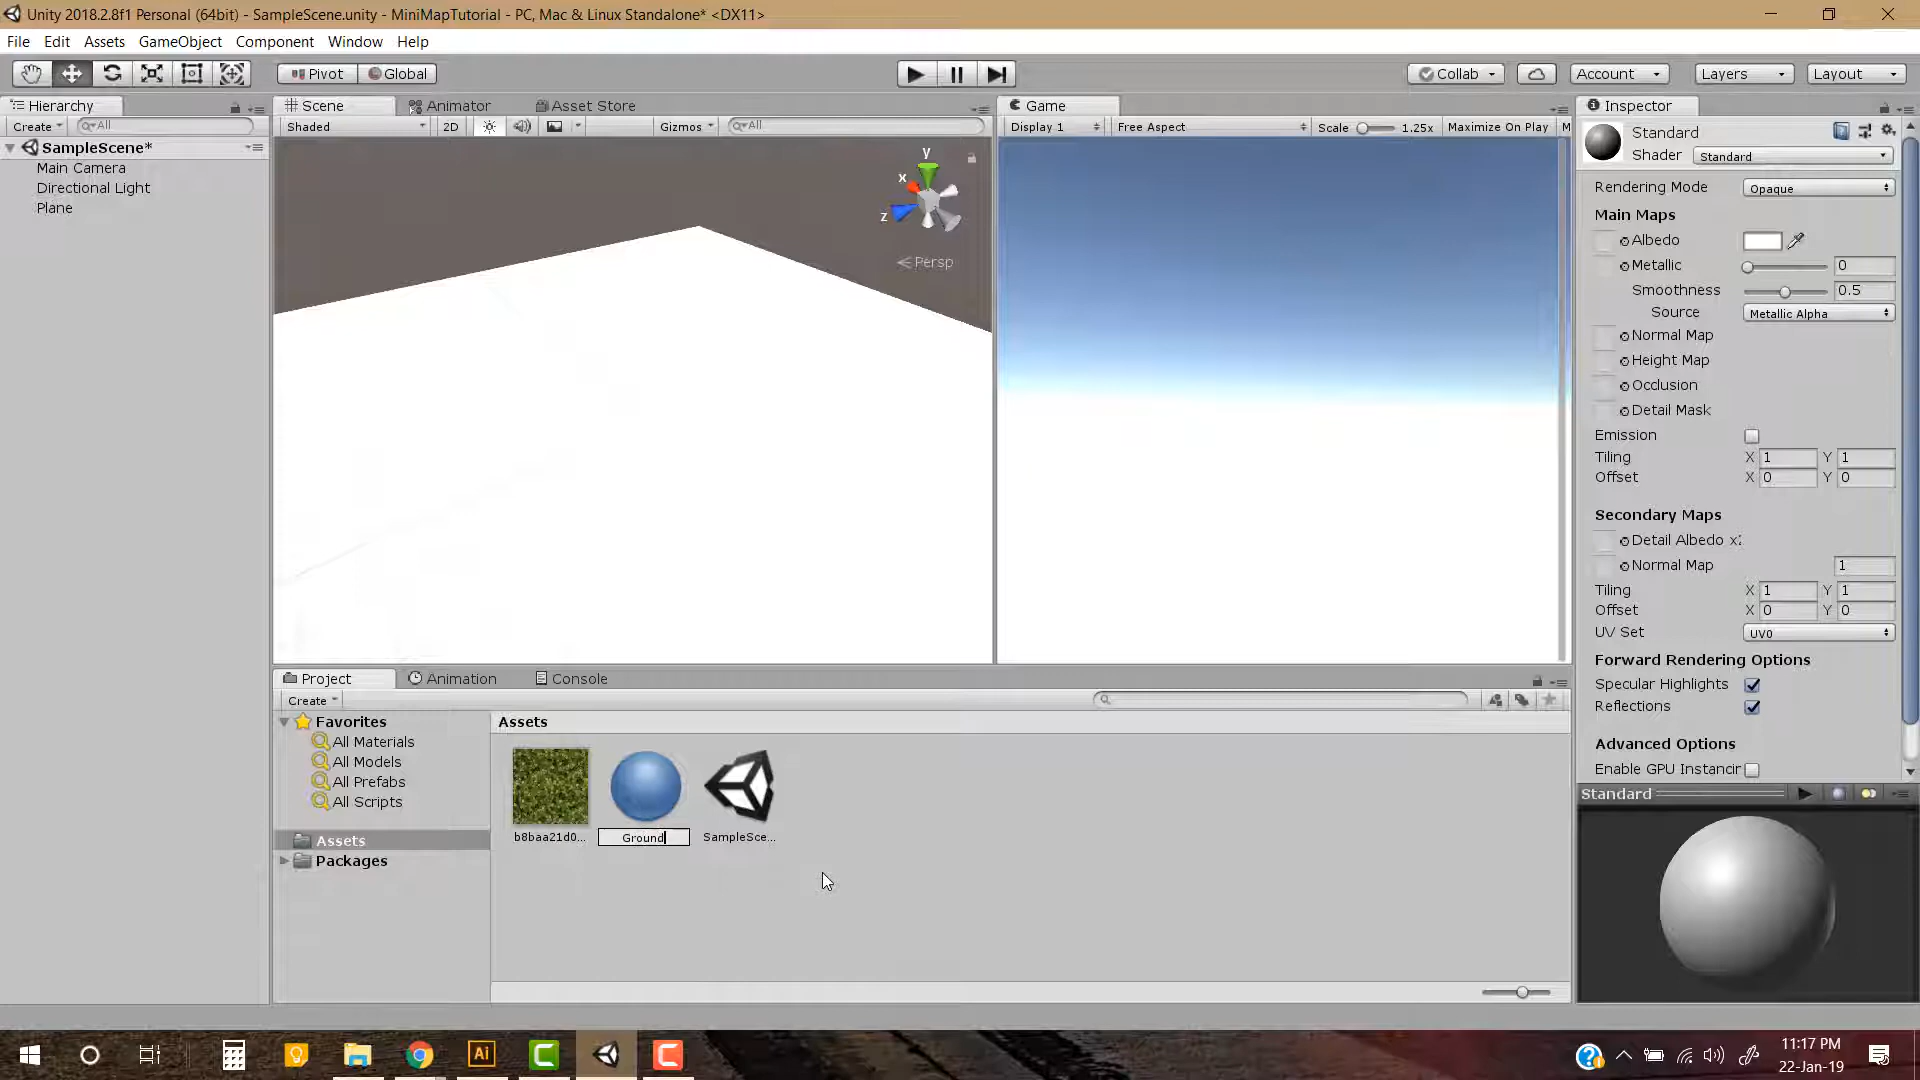 Unity 2018.2.8f1 Personal (64bit) - SampleScene.unity - MiniMapTutorial - PC, Mac & Linux Standalone* <DX11>
File Edit Assets GameObject Component Window Help
Pivot Global Collab Account Layers Layout
Hierarchy Scene Animator Asset Store Game Inspector
Create All Shaded 2D Gizmos All Display 1 Free Aspect Scale 1.25x Maximize On Play M
SampleScene*
Main Camera
Directional Light
Plane
y
x
z
Persp
Standard
Shader Standard
Rendering Mode Opaque
Main Maps
Albedo
Metallic 0
Smoothness 0.5
Source Metallic Alpha
Normal Map
Height Map
Occlusion
Detail Mask
Emission
Tiling X 1 Y 1
Offset X 0 Y 0
Secondary Maps
Detail Albedo x
Normal Map 1
Tiling X 1 Y 1
Offset X 0 Y 0
UV Set UV0
Forward Rendering Options
Specular Highlights
Reflections
Advanced Options
Enable GPU Instancin
Standard
Project Animation Console
Create
Favorites
All Materials
All Models
All Prefabs
All Scripts
Assets
Packages
Assets
b8baa21d0... Ground SampleSce...
Ai
11:17 PM
22-Jan-19